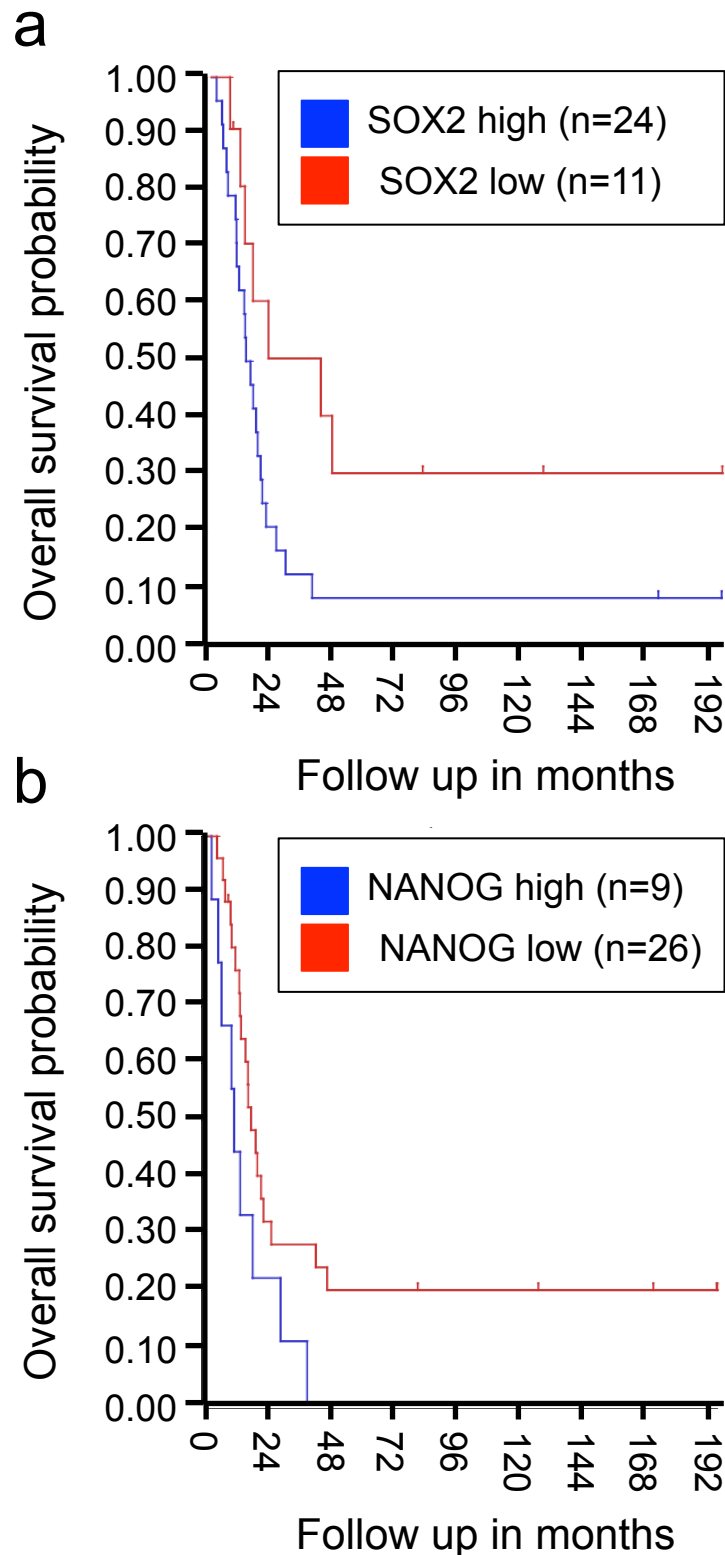 a
Overall survival probability
1.00
0.90
0.80
0.70
0.60
0.50
0.40
0.30
0.20
0.10
0.00
SOX2 high (n=24)
SOX2 low (n=11)
0 24 48 72 96 120 144 168 192
Follow up in months
b
Overall survival probability
1.00
0.90
0.80
0.70
0.60
0.50
0.40
0.30
0.20
0.10
0.00
NANOG high (n=9)
NANOG low (n=26)
0 24 48 72 96 120 144 168 192
Follow up in months